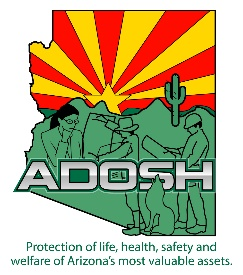 ADOSH
Protection of life, health, safety and
welfare of Arizona's most valuable assets.